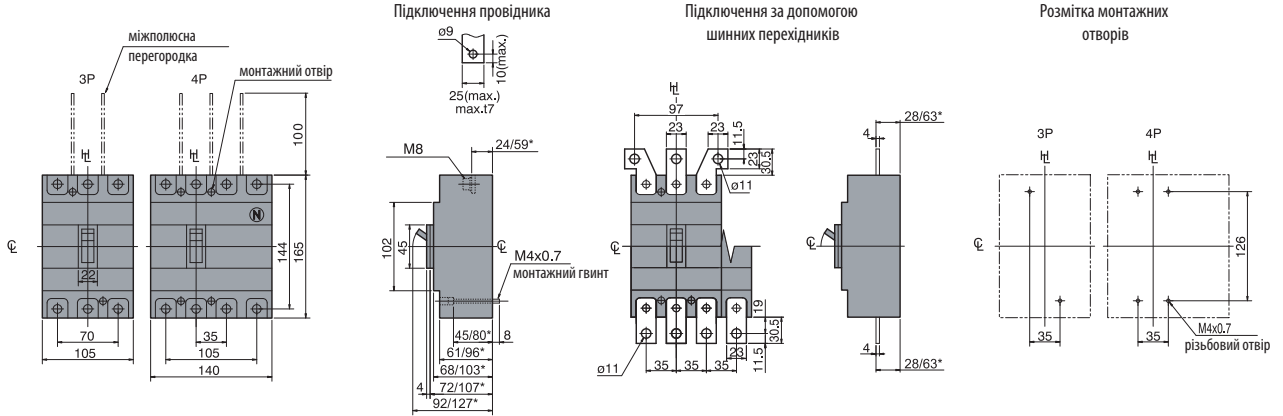 міжполюсна
перегородка
3P
4P
монтажний отвір
H
L
H
L
100
N
C
L
22
144
165
70
35
105
105
140
Підключення провідника
ø9
10(max.)
25(max.)
max.t7
24/59*
M8
102
45
C
L
M4x0.7
монтажний гвинт
45/80*
8
61/96*
68/103*
4
72/107*
92/127*
Підключення за допомогою
шинних перехідників
H
L
97
23
23
11.5
23
30.5
ø11
C
L
19
30.5
11.5
23
ø11
35
35
35
28/63*
4
C
L
4
28/63*
Розмітка монтажних
отворів
3P
4P
H
L
H
L
C
L
126
M4x0.7
різьбовий отвір
35
35